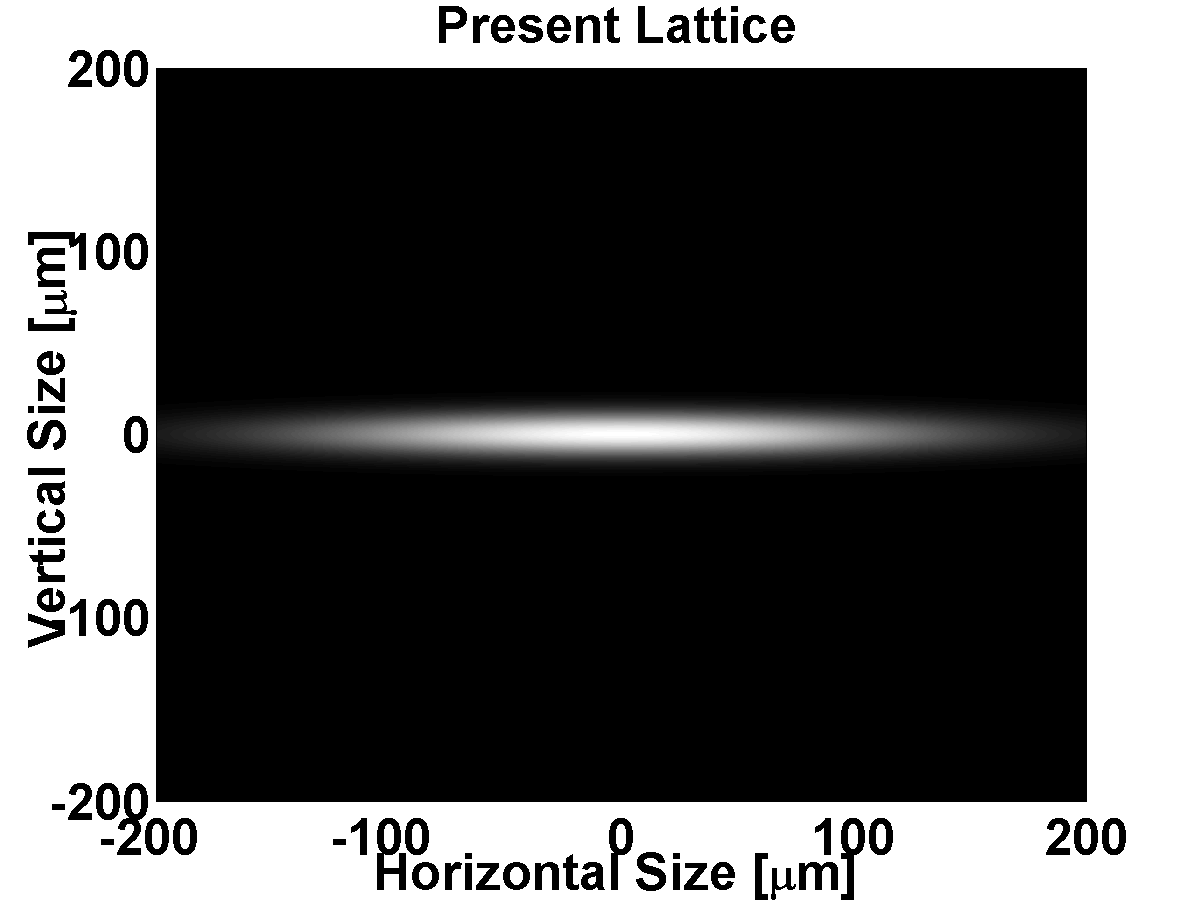 Present Lattice
200
100
0
-100
-200
Vertical Size [μm]
-200 -100 0 100 200
Horizontal Size [μm]